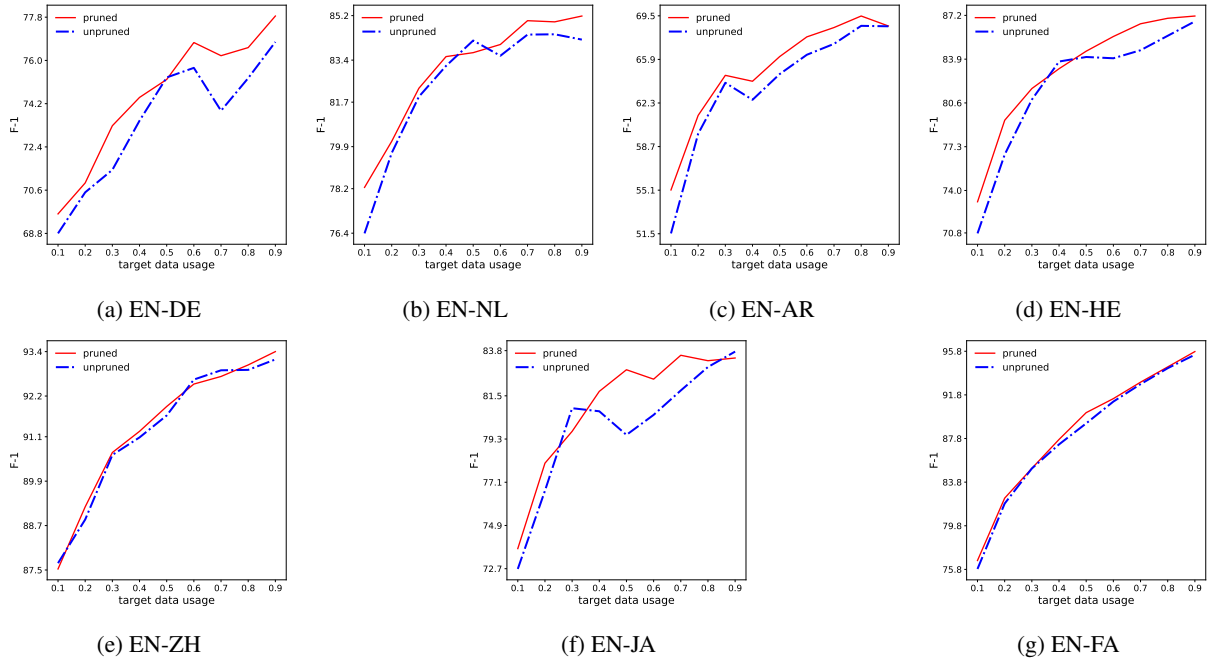 77.8
76.0
74.2
72.4
70.6
68.8
F-1
pruned
unpruned
0.1 0.2 0.3 0.4 0.5 0.6 0.7 0.8 0.9
target data usage
(a) EN-DE
85.2
83.4
81.7
79.9
78.2
76.4
F-1
pruned
unpruned
0.1 0.2 0.3 0.4 0.5 0.6 0.7 0.8 0.9
target data usage
(b) EN-NL
69.5
65.9
62.3
58.7
55.1
51.5
F-1
pruned
unpruned
0.1 0.2 0.3 0.4 0.5 0.6 0.7 0.8 0.9
target data usage
(c) EN-AR
87.2
83.9
80.6
77.3
74.0
70.8
F-1
pruned
unpruned
0.1 0.2 0.3 0.4 0.5 0.6 0.7 0.8 0.9
target data usage
(d) EN-HE
93.4
92.2
91.1
89.9
88.7
87.5
F-1
pruned
unpruned
0.1 0.2 0.3 0.4 0.5 0.6 0.7 0.8 0.9
target data usage
(e) EN-ZH
83.8
81.5
79.3
77.1
74.9
72.7
F-1
pruned
unpruned
0.1 0.2 0.3 0.4 0.5 0.6 0.7 0.8 0.9
target data usage
(f) EN-JA
95.8
91.8
87.8
83.8
79.8
75.8
F-1
pruned
unpruned
0.1 0.2 0.3 0.4 0.5 0.6 0.7 0.8 0.9
target data usage
(g) EN-FA